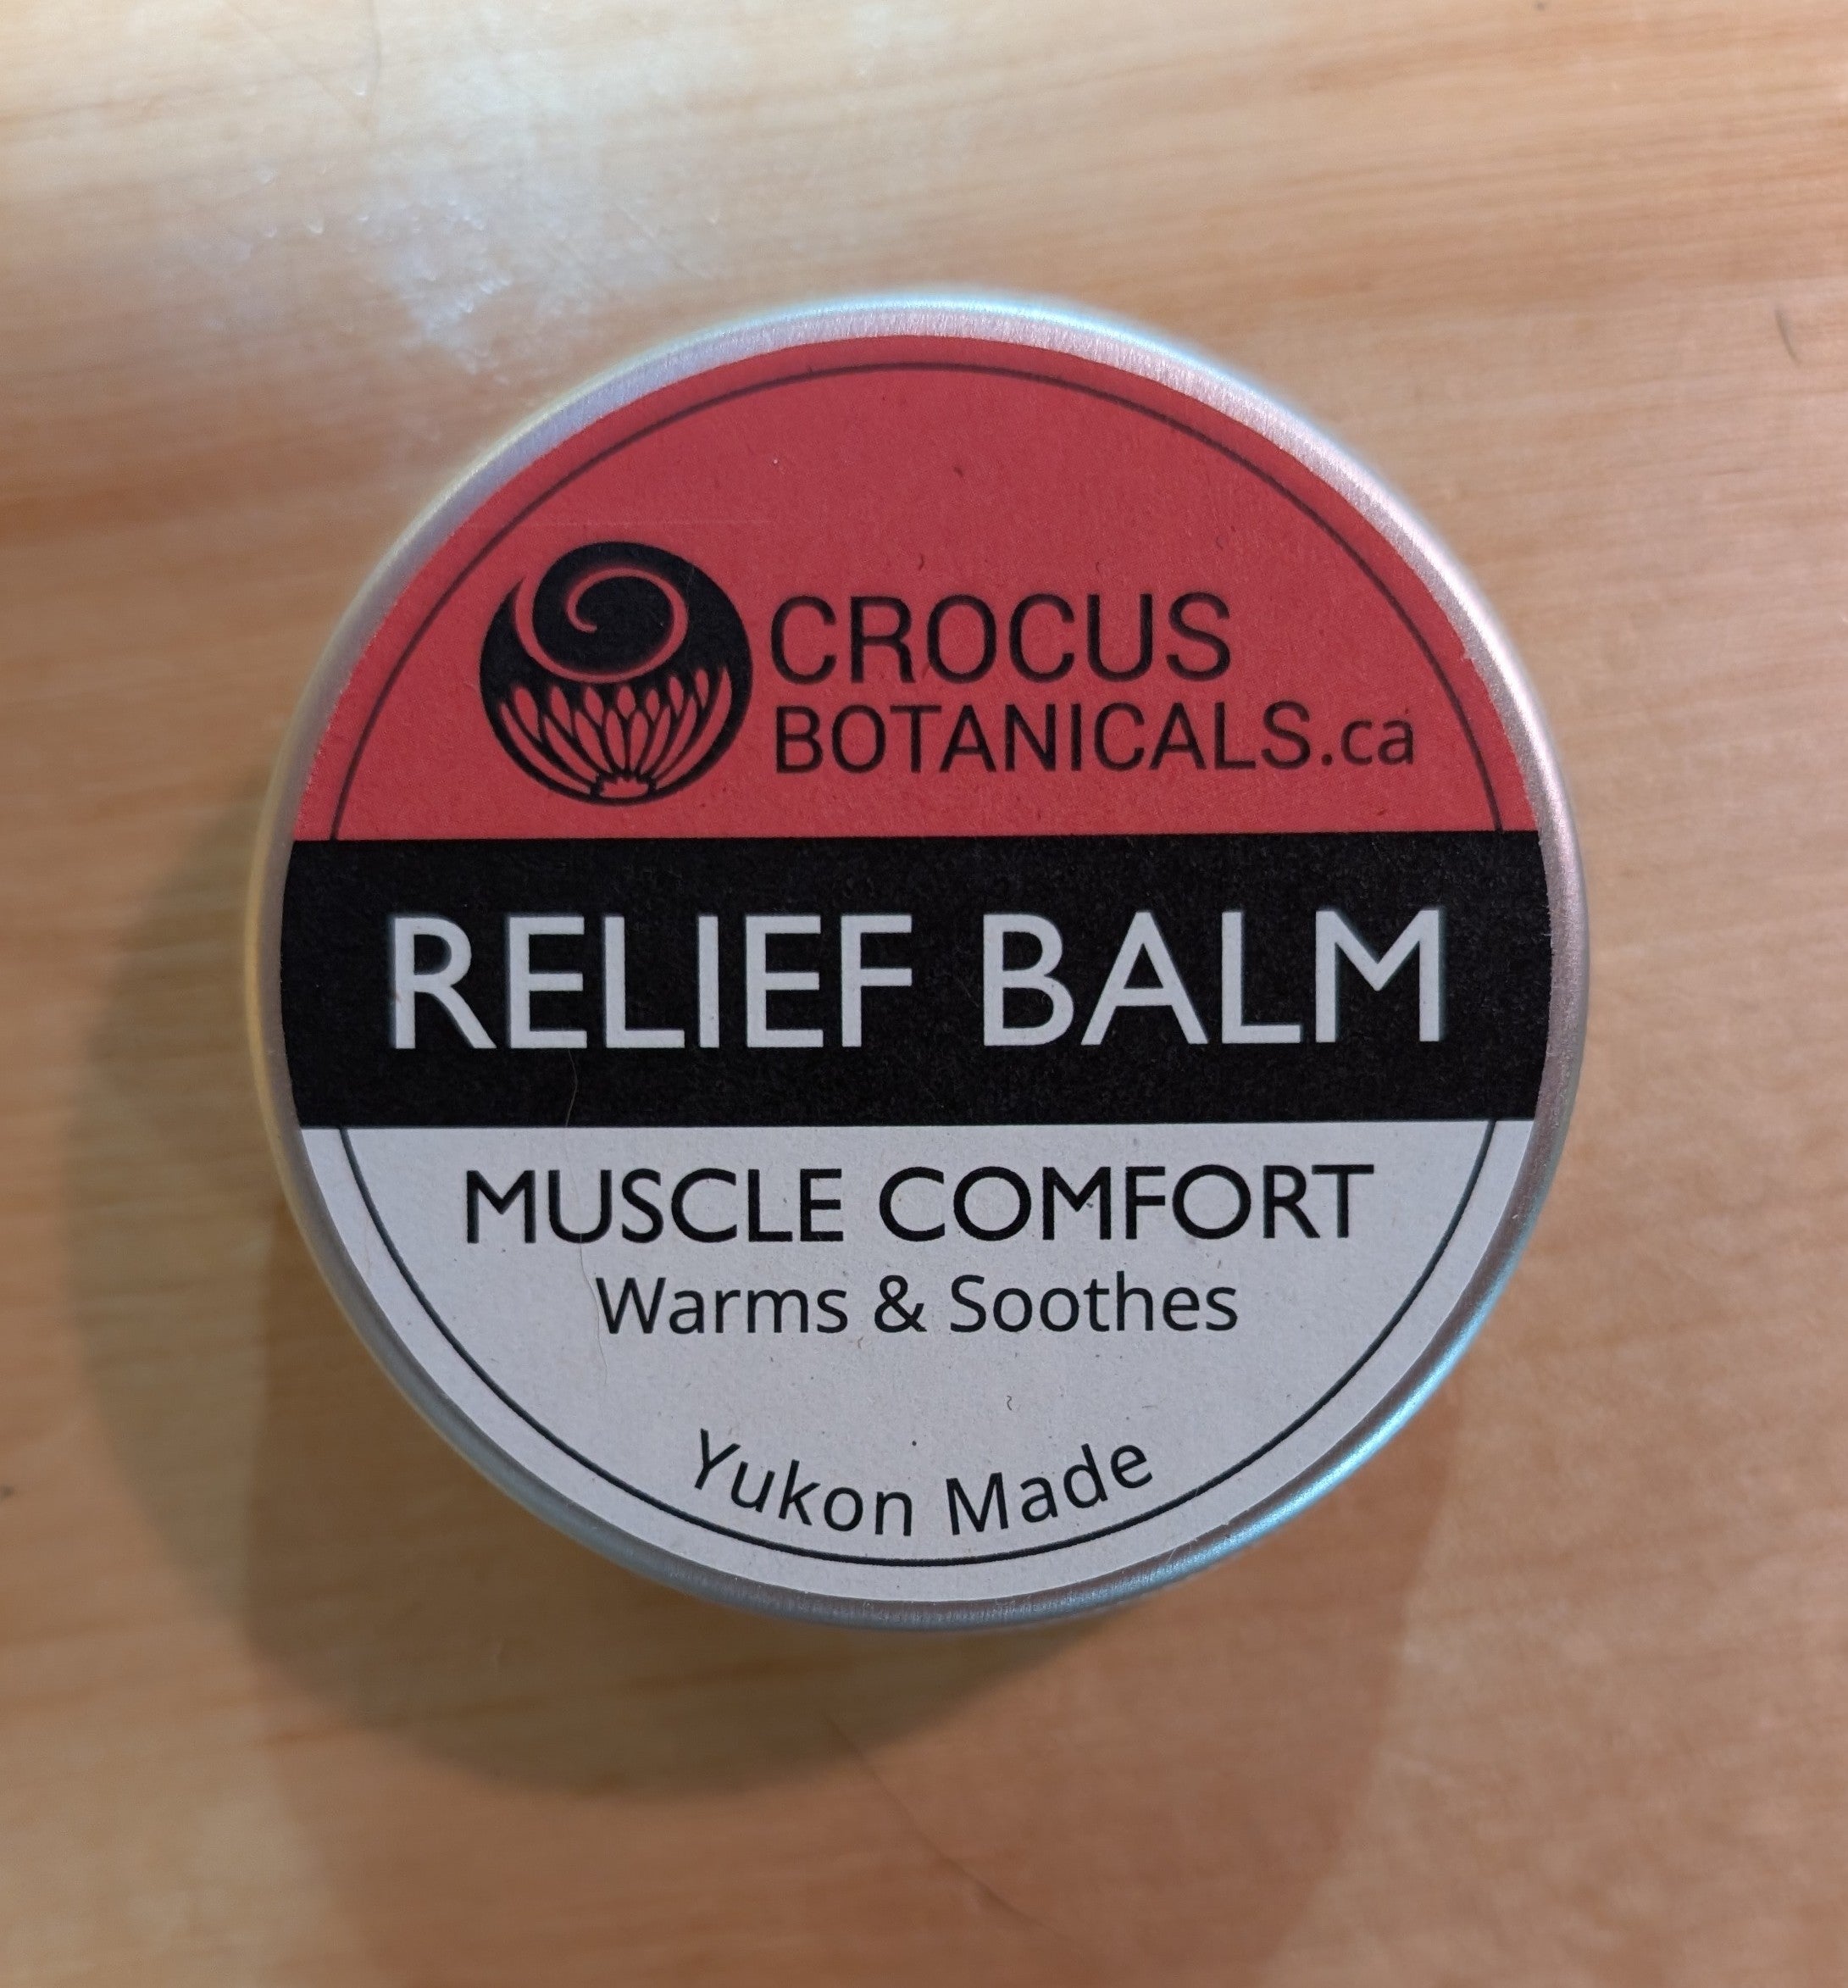 CROCUS
BOTANICALS.ca
RELIEF BALM
MUSCLE COMFORT
Warms & Soothes
Yukon Made